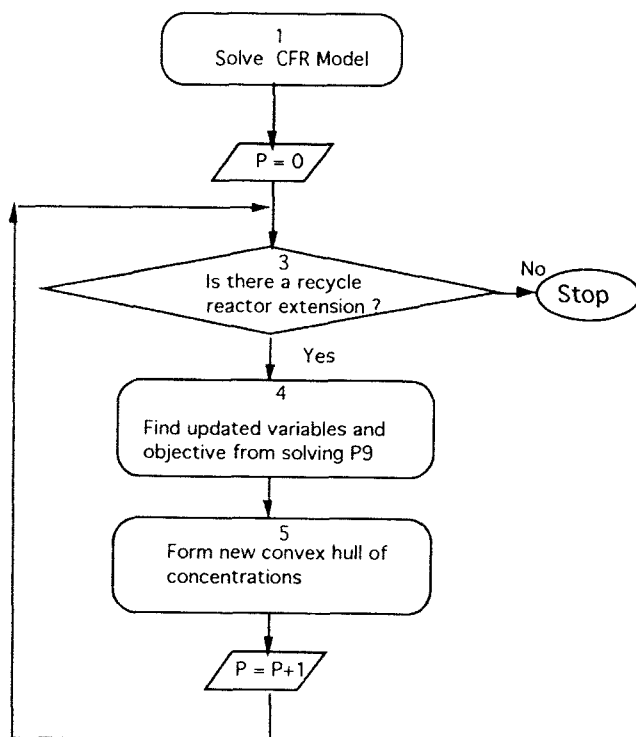 1
Solve CFR Model
P = 0
3
Is there a recycle
reactor extension ?
No
Stop
Yes
4
Find updated variables and
objective from solving P9
5
Form new convex hull of
concentrations
P = P+1